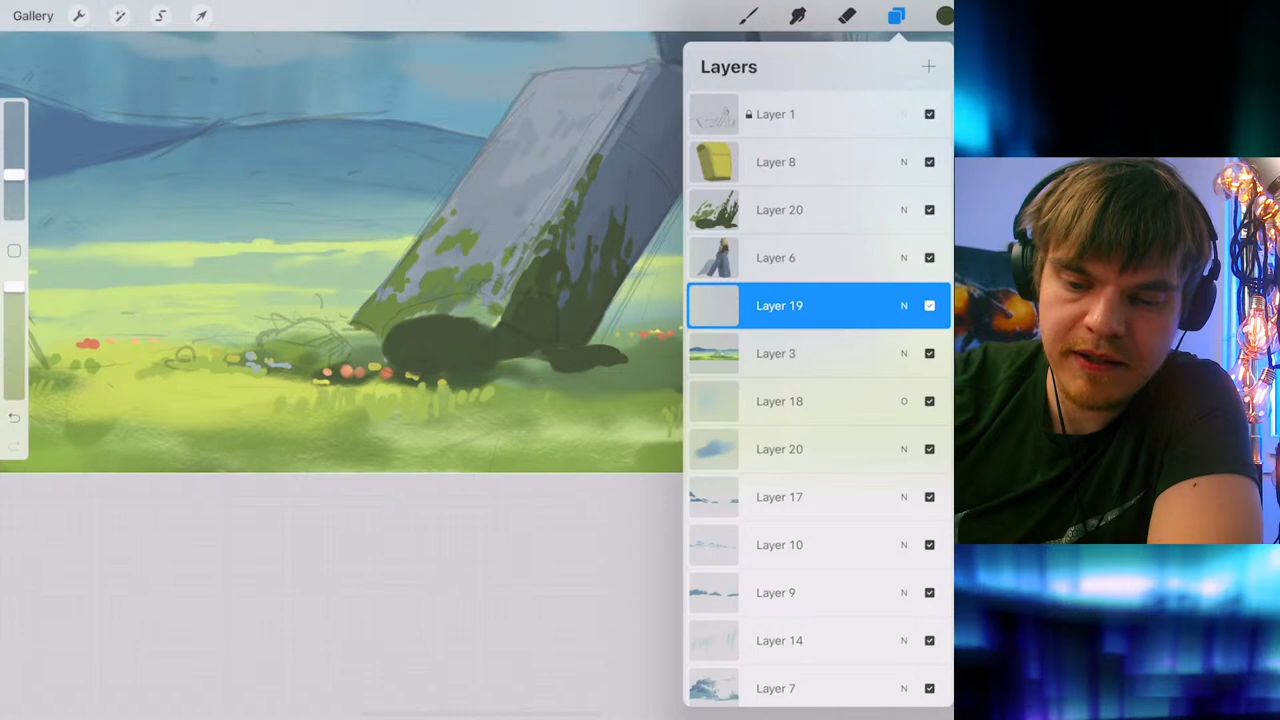 Gallery
Layers
Layer 1
Layer 8 N
Layer 20 N
Layer 6 N
Layer 19 N
Layer 3 N
Layer 18 O
Layer 20 N
Layer 17 N
Layer 10 N
Layer 9 N
Layer 14 N
Layer 7 N